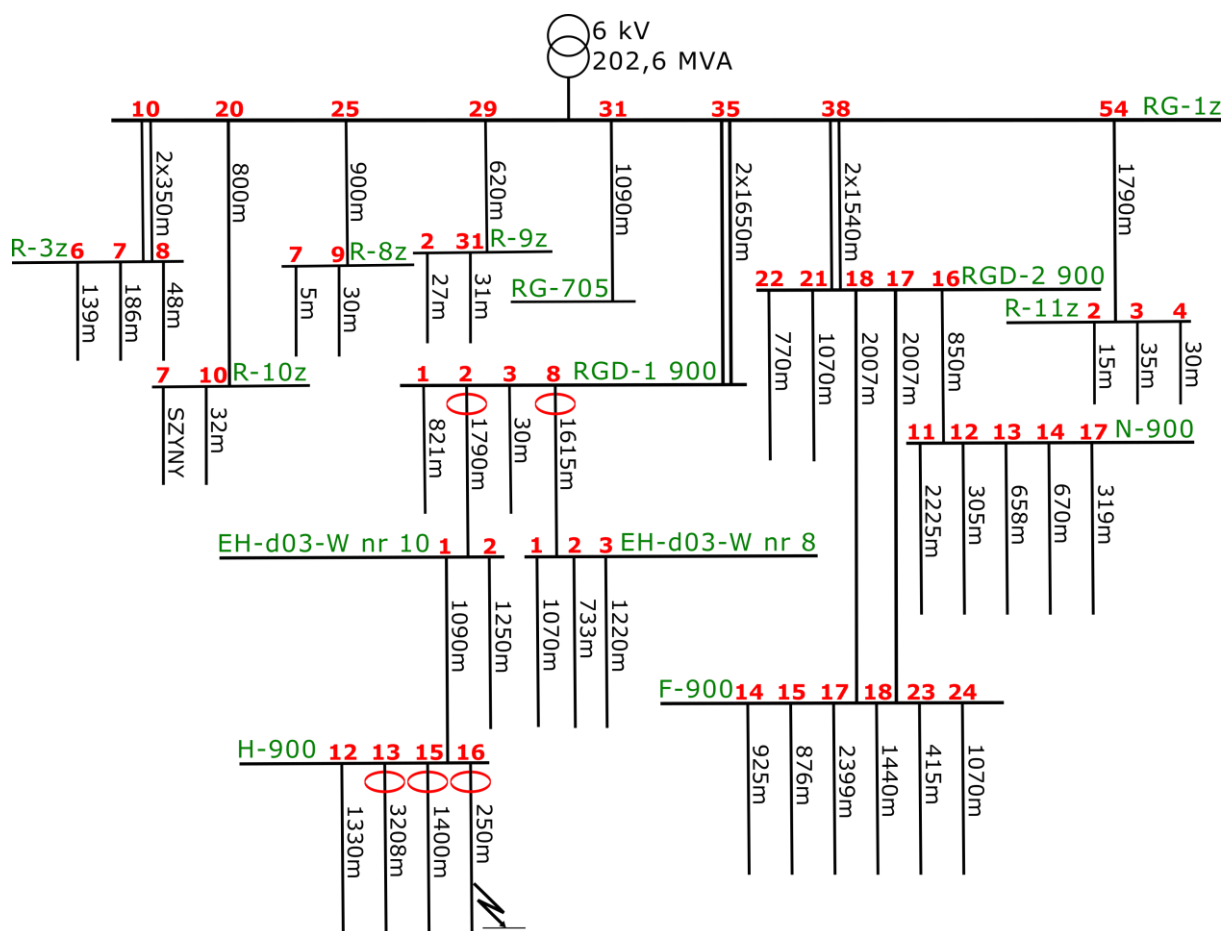 6 kV
202,6 MVA
10 20 25 29 31 35 38 54 RG-1z
2x350m 800m 900m 620m 1090m 2x1650m 2x1540m 1790m
R-3z 6 7 8
139m 186m 48m
7 9 R-8z
5m 30m
2 31 R-9z
27m 31m
RG-705
22 21 18 17 16 RGD-2 900
770m 1070m 2007m 2007m 850m
R-11z 2 3 4
15m 35m 30m
7 10 R-10z
SZYNY 32m
1 2 3 8 RGD-1 900
821m 1790m 30m 1615m
11 12 13 14 17 N-900
2225m 305m 658m 670m 319m
EH-d03-W nr 10 1 2
1090m 1250m
1 2 3 EH-d03-W nr 8
1070m 733m 1220m
F-900 14 15 17 18 23 24
925m 876m 2399m 1440m 415m 1070m
H-900 12 13 15 16
1330m 3208m 1400m 250m